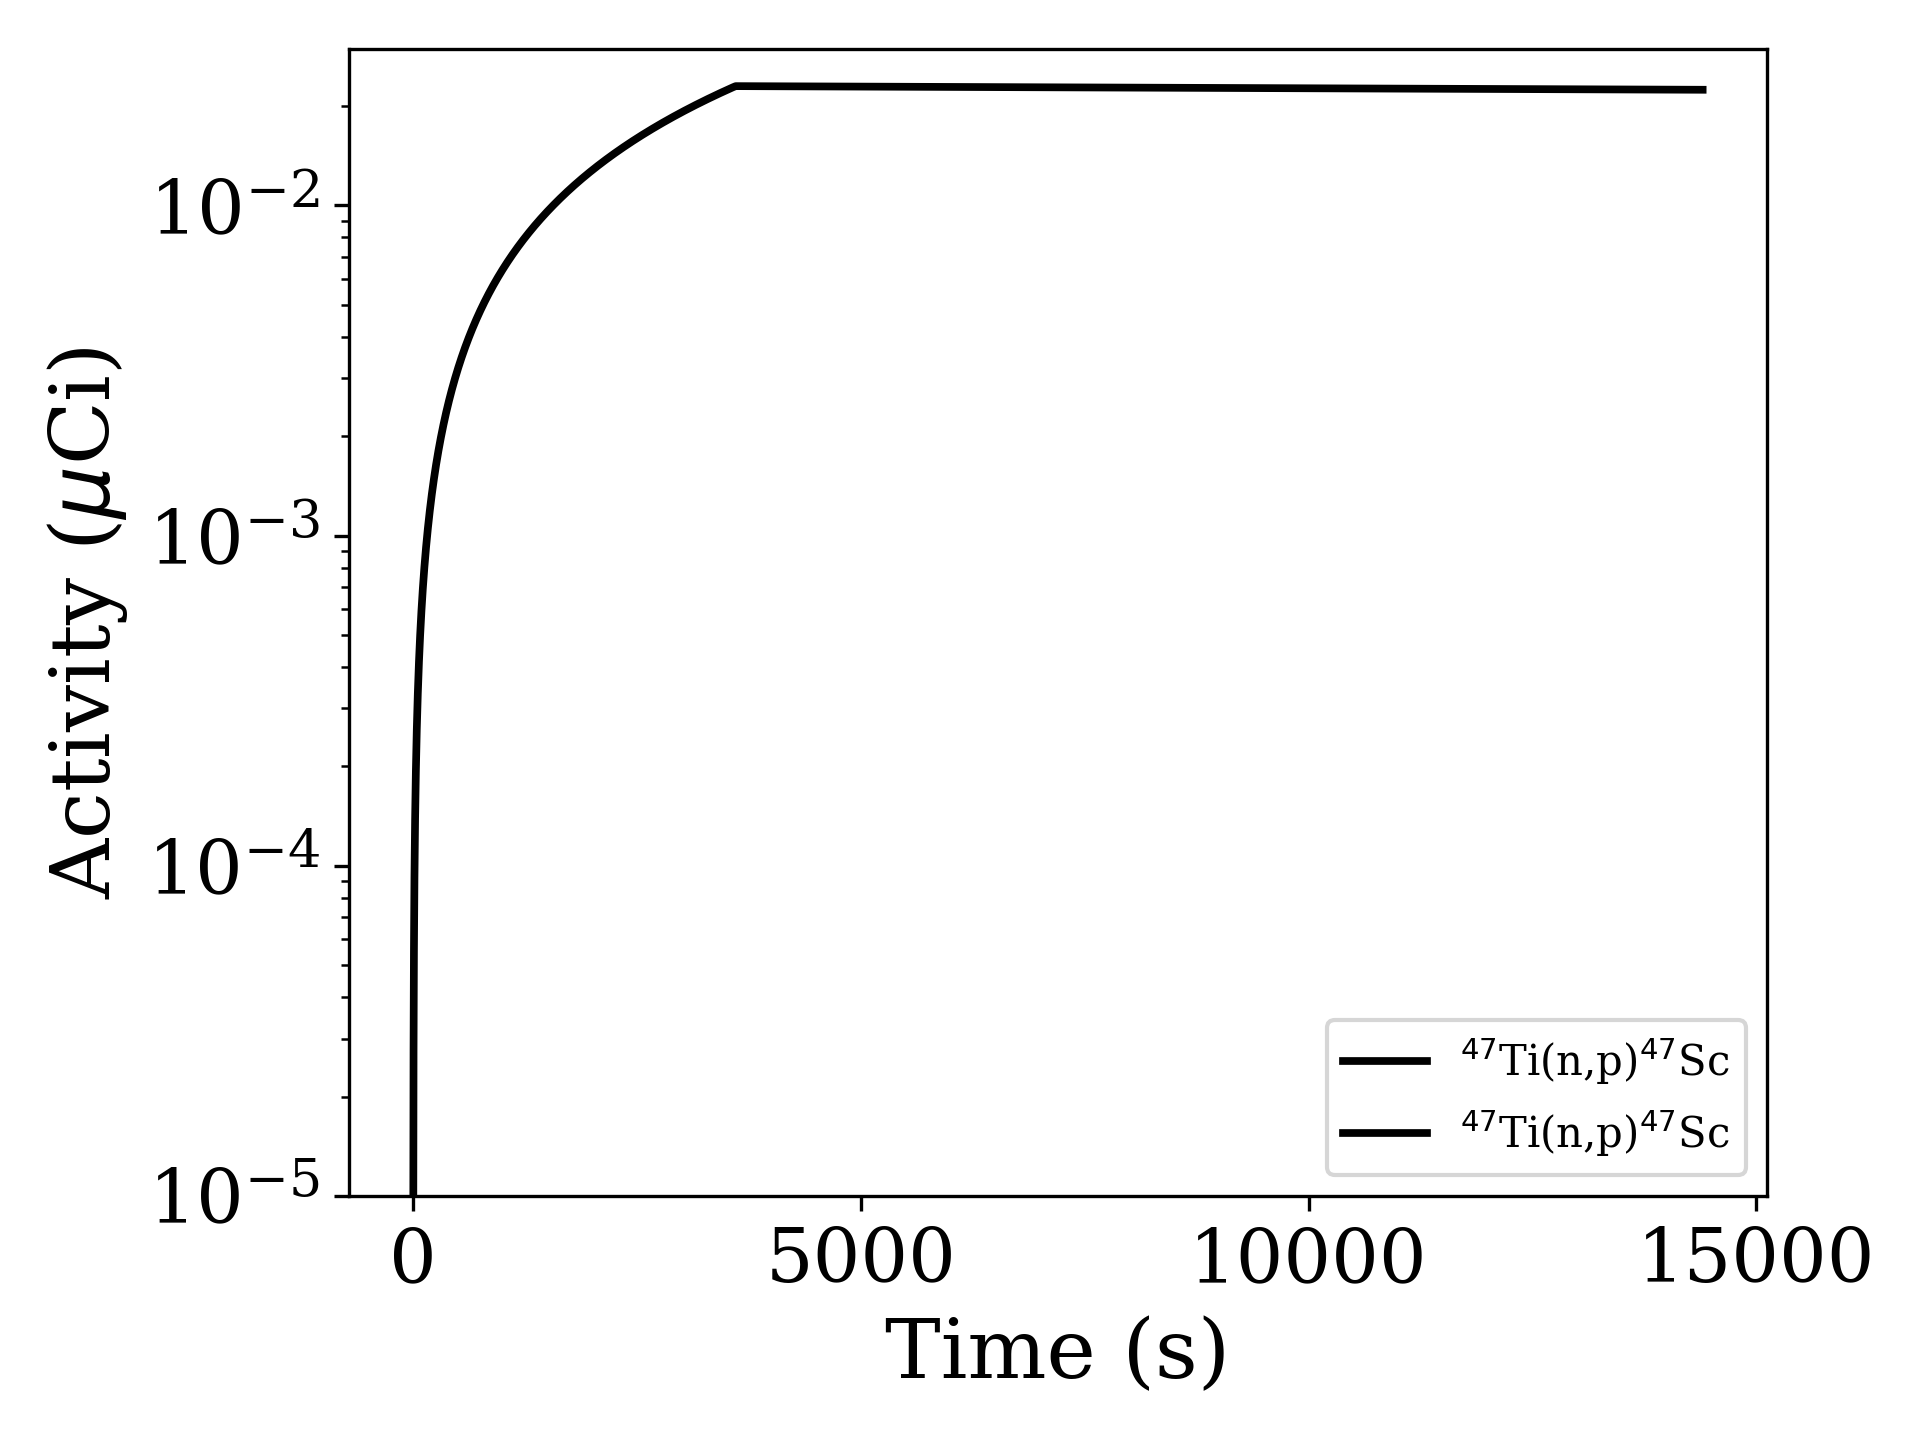 Activity (μCi)
10⁻²
10⁻³
10⁻⁴
10⁻⁵
⁴⁷Ti(n,p)⁴⁷Sc
⁴⁷Ti(n,p)⁴⁷Sc
0 5000 10000 15000
Time (s)